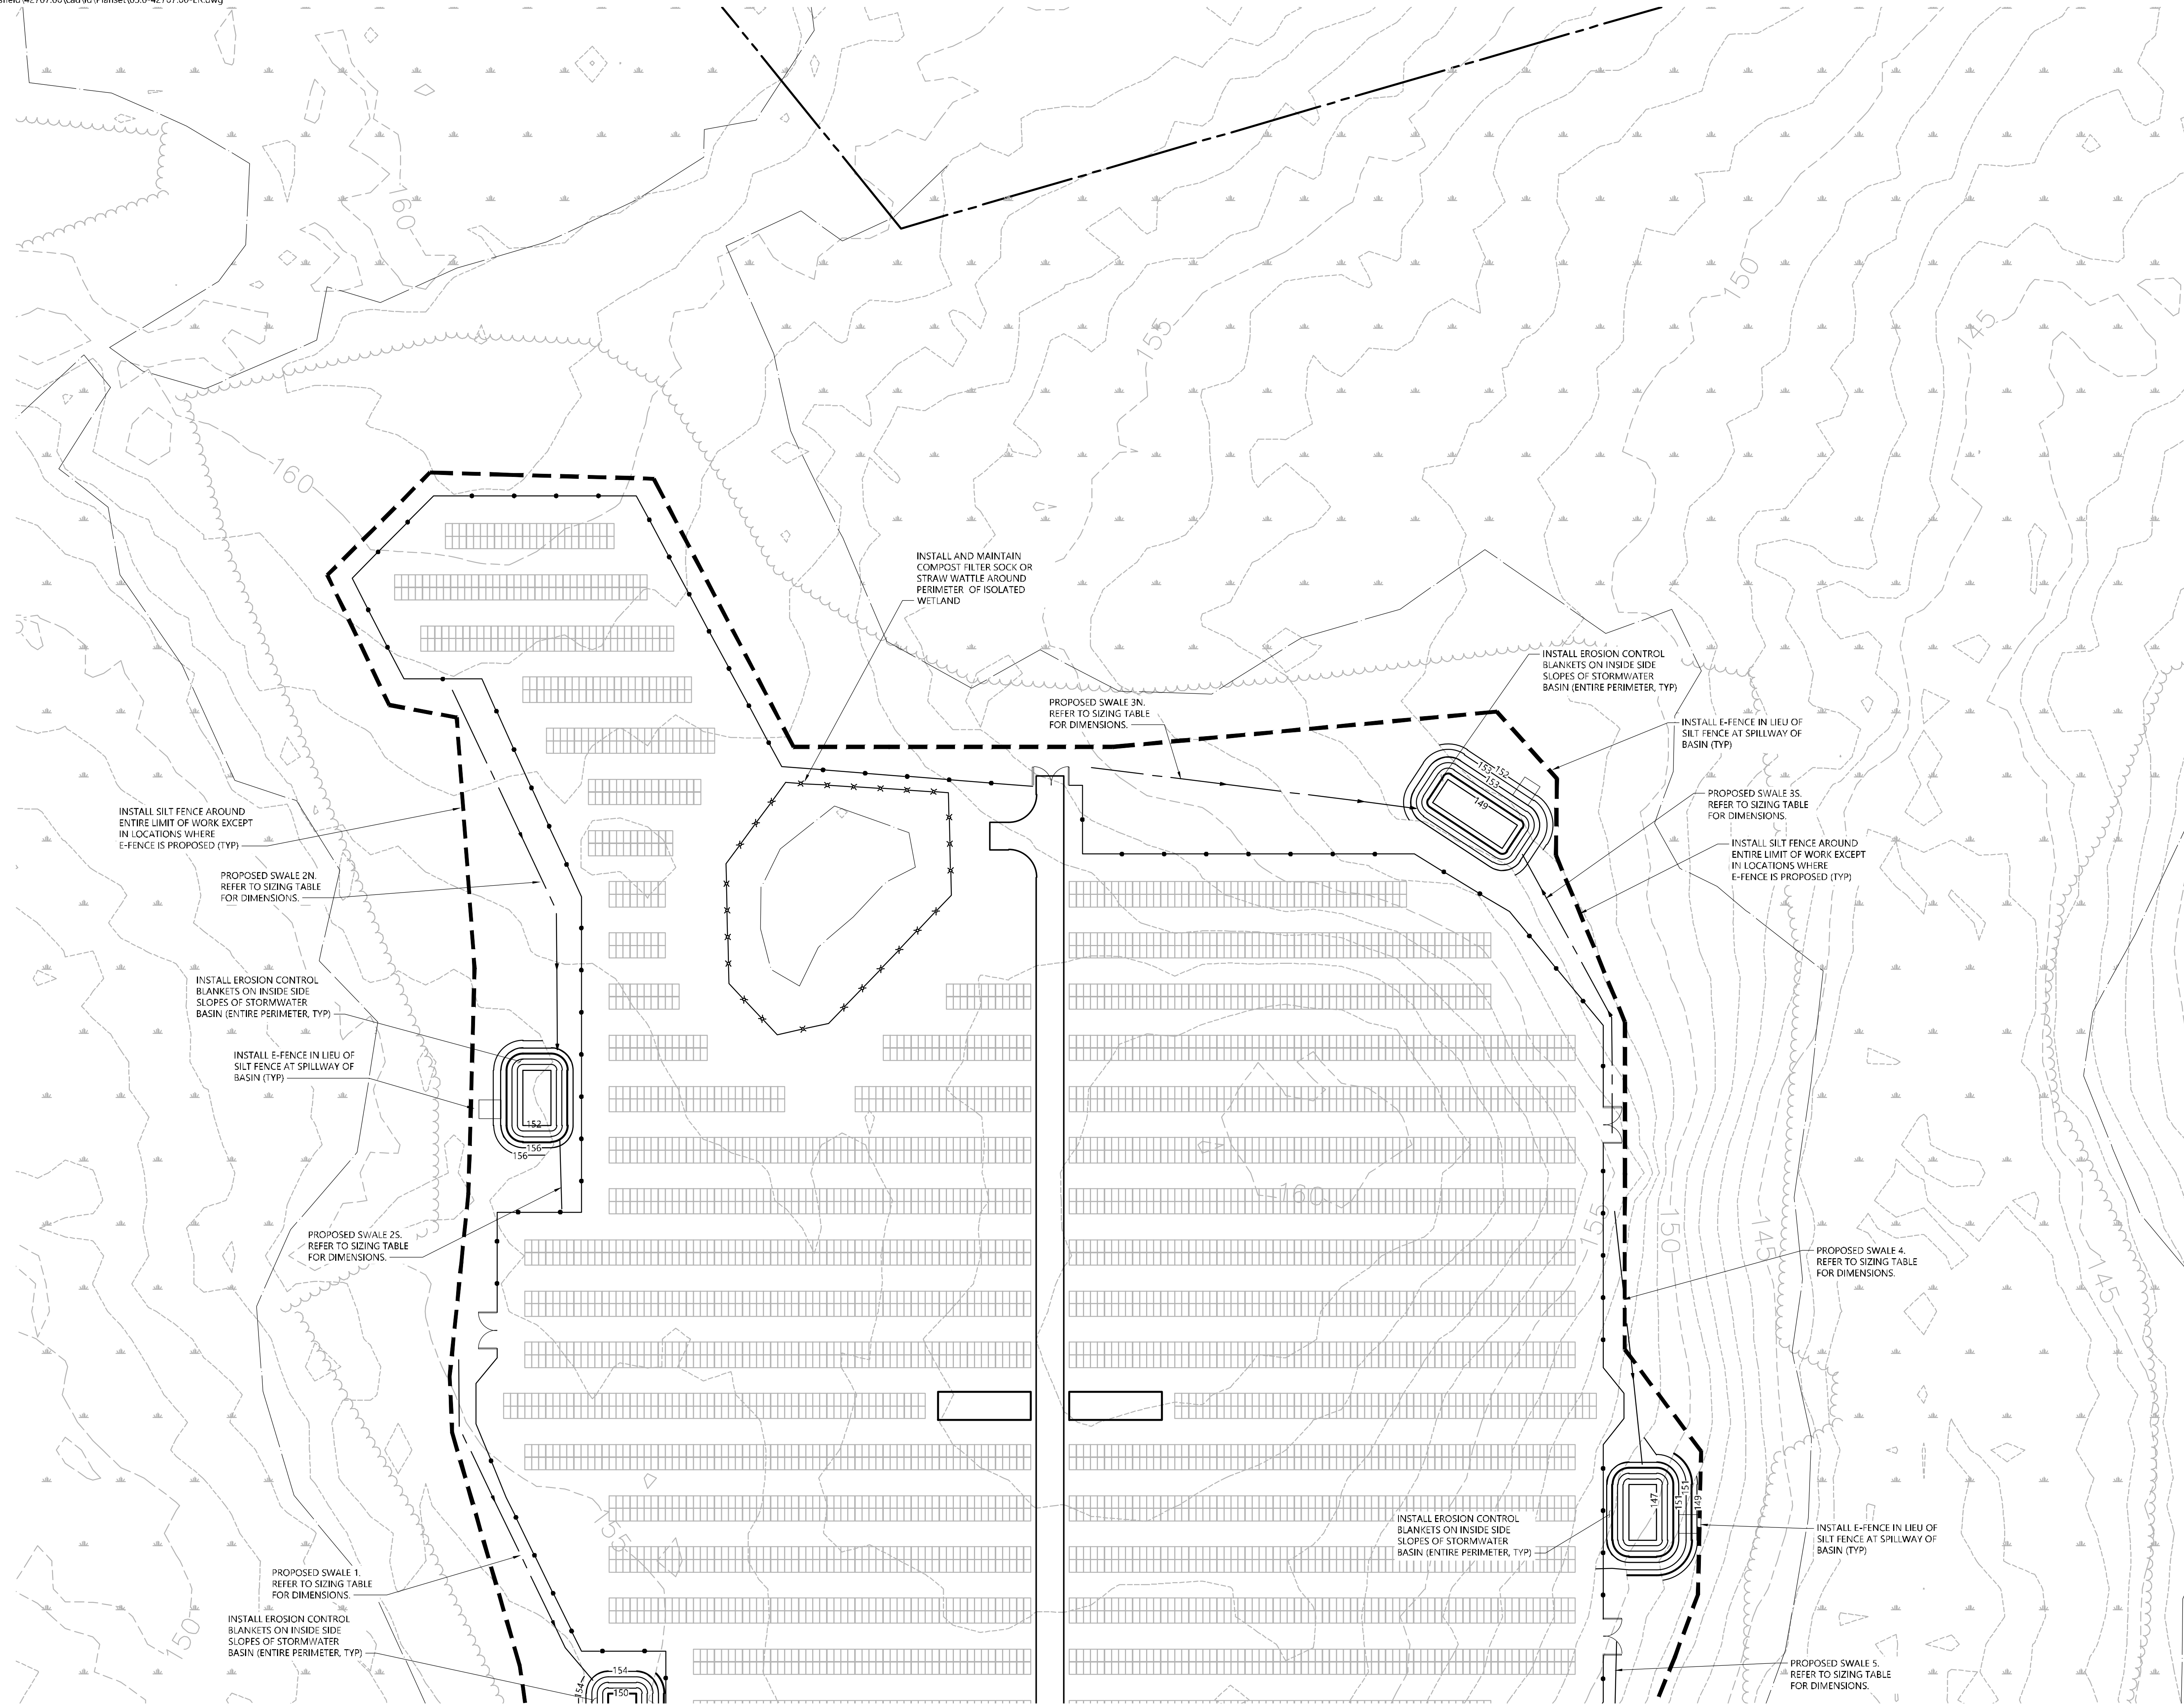 160
150
155
145
160
INSTALL AND MAINTAIN
COMPOST FILTER SOCK OR
STRAW WATTLE AROUND
PERIMETER OF ISOLATED
WETLAND
INSTALL EROSION CONTROL
BLANKETS ON INSIDE SIDE
SLOPES OF STORMWATER
BASIN (ENTIRE PERIMETER, TYP)
PROPOSED SWALE 3N.
REFER TO SIZING TABLE
FOR DIMENSIONS.
INSTALL E-FENCE IN LIEU OF
SILT FENCE AT SPILLWAY OF
BASIN (TYP)
152
153
153
149
PROPOSED SWALE 3S.
REFER TO SIZING TABLE
FOR DIMENSIONS.
INSTALL SILT FENCE AROUND
ENTIRE LIMIT OF WORK EXCEPT
IN LOCATIONS WHERE
E-FENCE IS PROPOSED (TYP)
INSTALL SILT FENCE AROUND
ENTIRE LIMIT OF WORK EXCEPT
IN LOCATIONS WHERE
E-FENCE IS PROPOSED (TYP)
PROPOSED SWALE 2N.
REFER TO SIZING TABLE
FOR DIMENSIONS.
INSTALL EROSION CONTROL
BLANKETS ON INSIDE SIDE
SLOPES OF STORMWATER
BASIN (ENTIRE PERIMETER, TYP)
INSTALL E-FENCE IN LIEU OF
SILT FENCE AT SPILLWAY OF
BASIN (TYP)
152
156
156
160
155
150
145
145
PROPOSED SWALE 2S.
REFER TO SIZING TABLE
FOR DIMENSIONS.
PROPOSED SWALE 4.
REFER TO SIZING TABLE
FOR DIMENSIONS.
147
151
151
149
INSTALL EROSION CONTROL
BLANKETS ON INSIDE SIDE
SLOPES OF STORMWATER
BASIN (ENTIRE PERIMETER, TYP)
INSTALL E-FENCE IN LIEU OF
SILT FENCE AT SPILLWAY OF
BASIN (TYP)
155
PROPOSED SWALE 1.
REFER TO SIZING TABLE
FOR DIMENSIONS.
150
INSTALL EROSION CONTROL
BLANKETS ON INSIDE SIDE
SLOPES OF STORMWATER
BASIN (ENTIRE PERIMETER, TYP)
154
154
150
PROPOSED SWALE 5.
REFER TO SIZING TABLE
FOR DIMENSIONS.